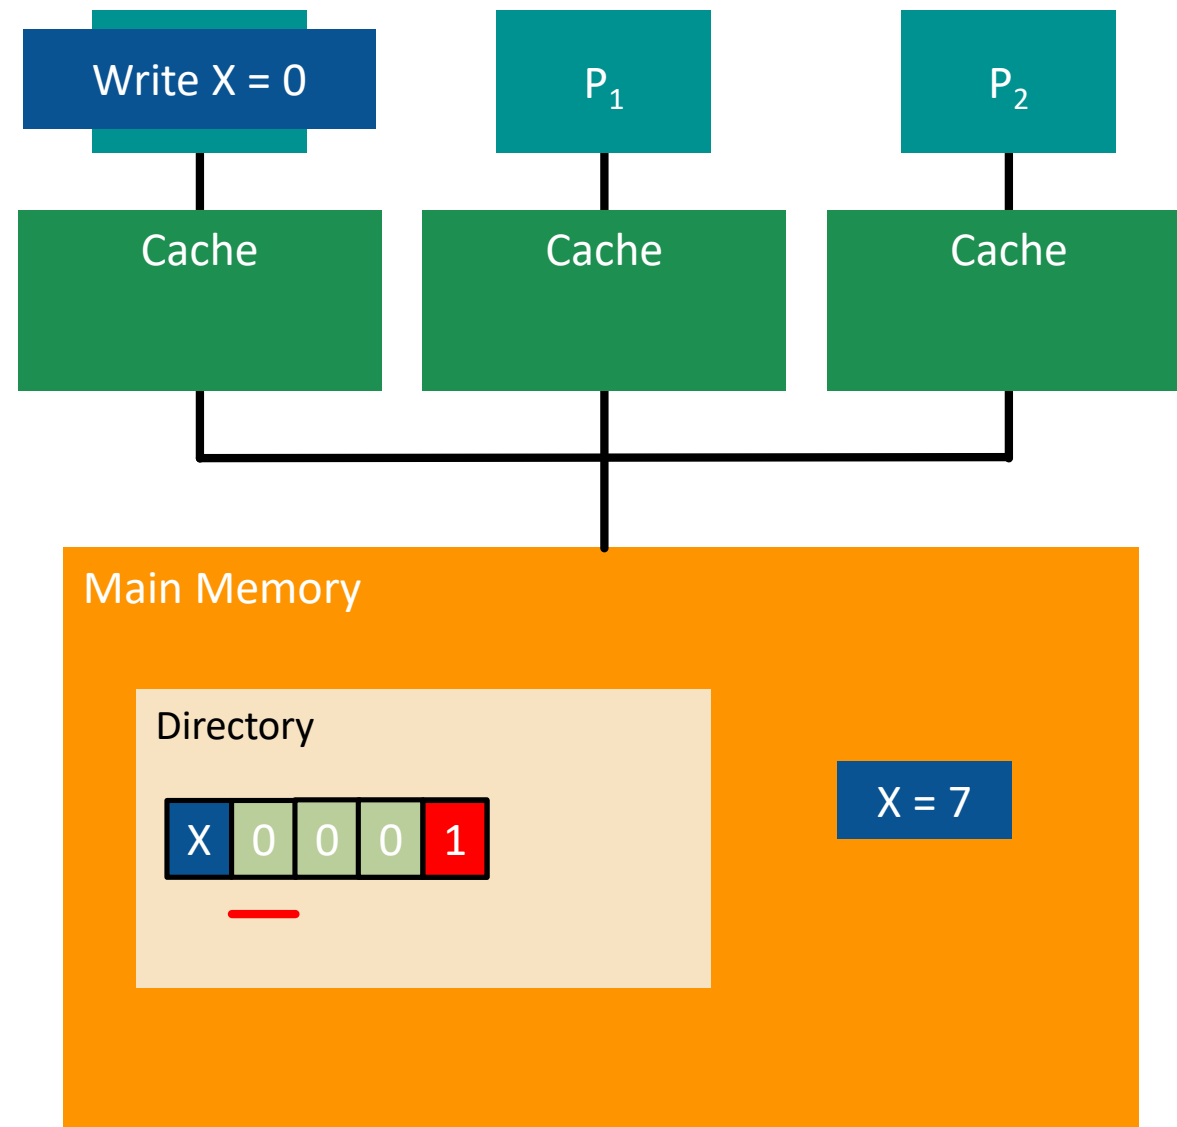 Write X = 0
P1
P2
Cache
Cache
Cache
Main Memory
Directory
X 0 0 0 1
X = 7